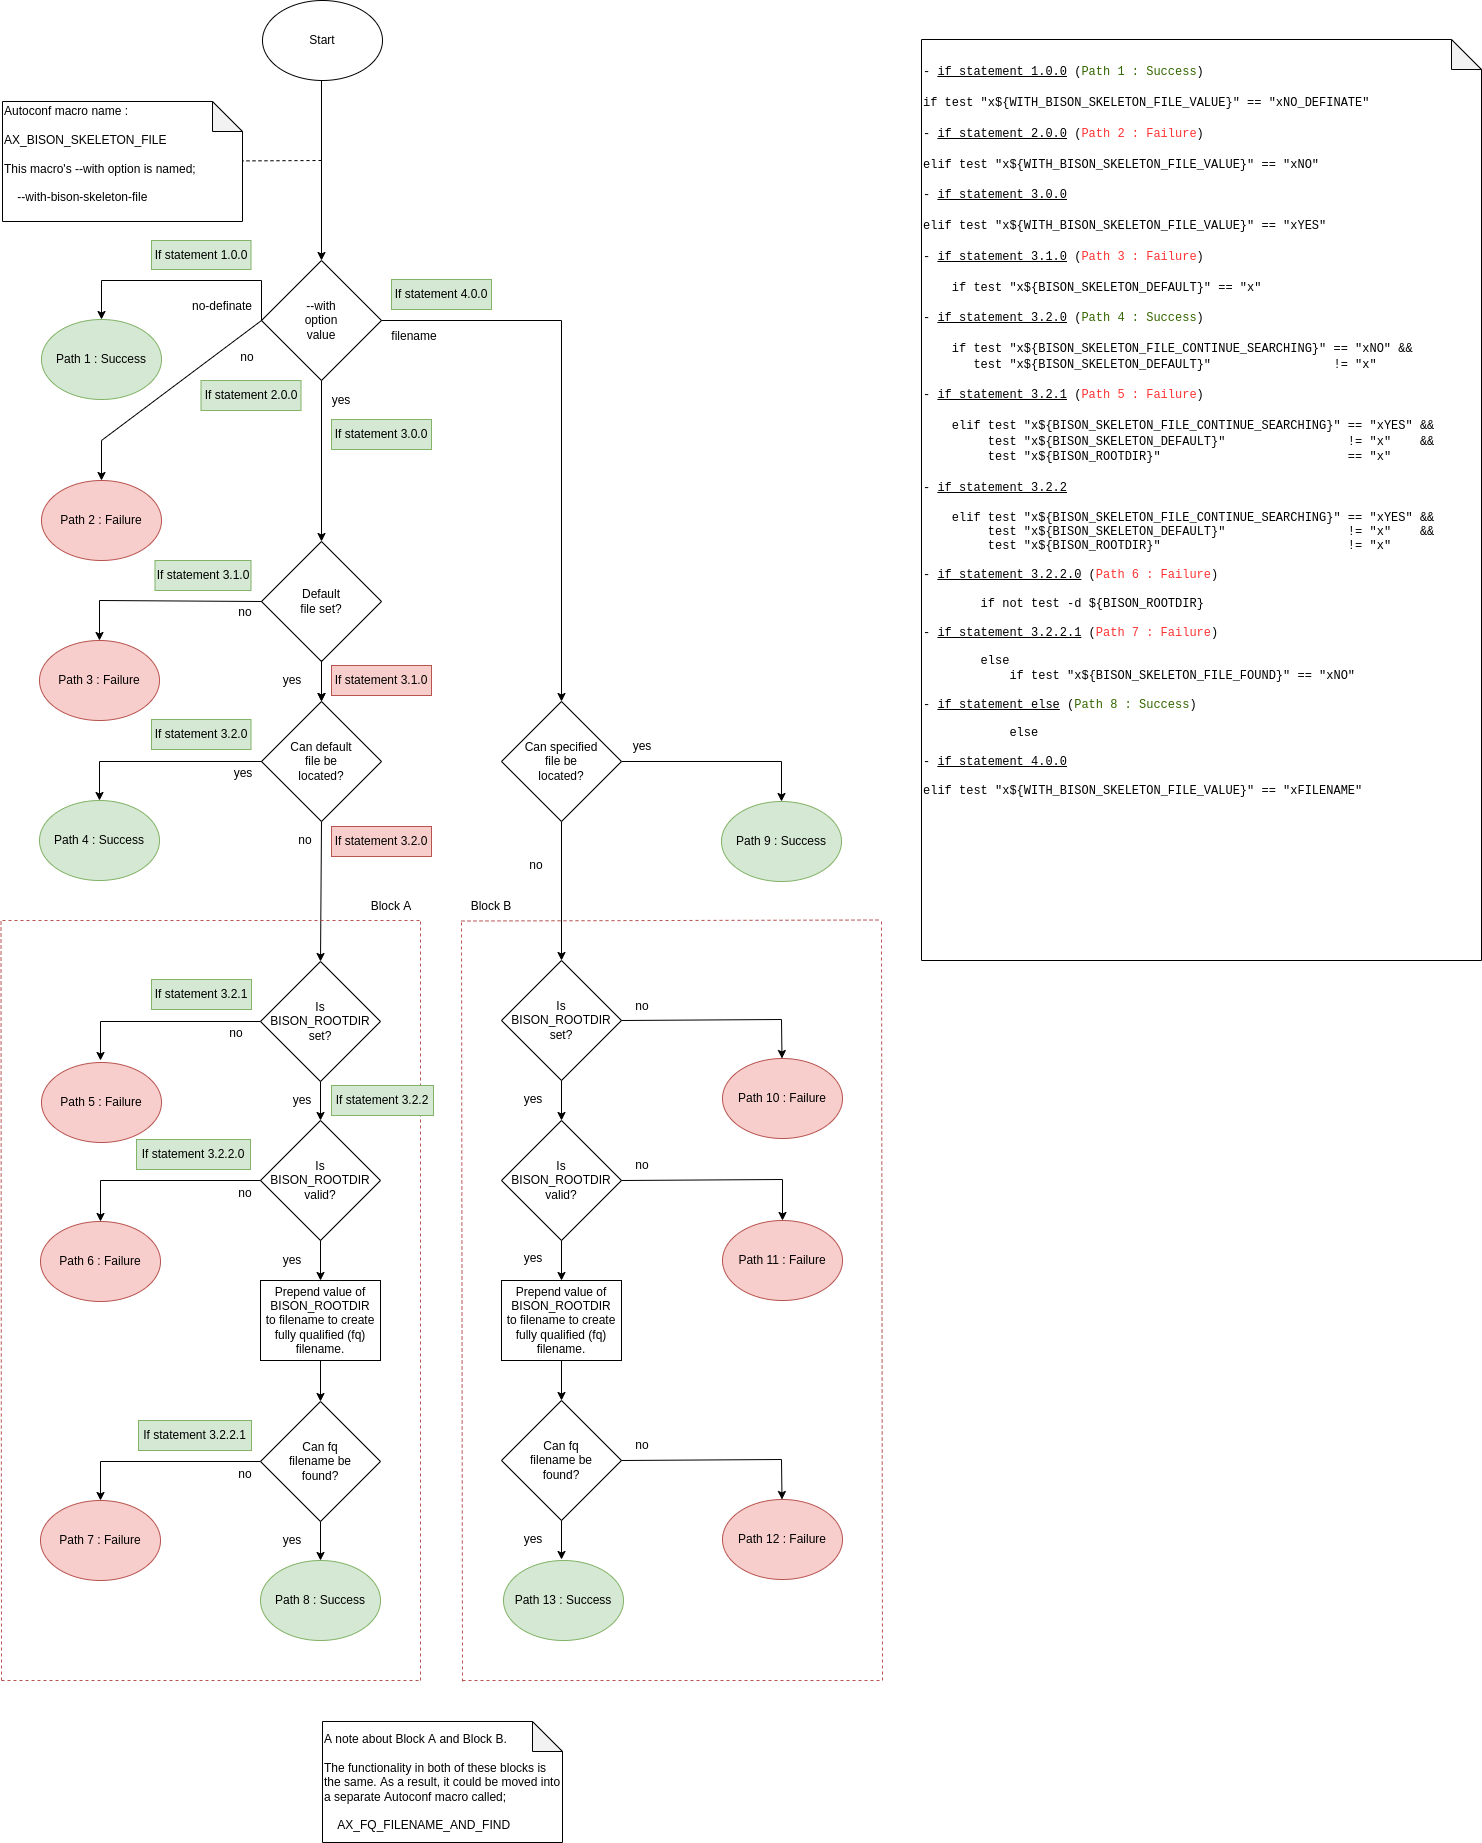 Start
Autoconf macro name :
AX_BISON_SKELETON_FILE
This macro's --with option is named;
--with-bison-skeleton-file
If statement 1.0.0
no-definate
--with
option
value
If statement 4.0.0
filename
Path 1 : Success
no
If statement 2.0.0
yes
If statement 3.0.0
Path 2 : Failure
If statement 3.1.0
no
Default
file set?
Path 3 : Failure
yes
If statement 3.1.0
If statement 3.2.0
yes
Can default
file be
located?
Can specified
file be
located?
yes
Path 4 : Success
no
If statement 3.2.0
Path 9 : Success
no
Block A
Block B
If statement 3.2.1
no
Is
BISON_ROOTDIR
set?
Is
BISON_ROOTDIR
set?
no
Path 5 : Failure
yes
If statement 3.2.2
yes
Path 10 : Failure
If statement 3.2.2.0
no
Is
BISON_ROOTDIR
valid?
Is
BISON_ROOTDIR
valid?
no
Path 6 : Failure
yes
yes
Path 11 : Failure
Prepend value of
BISON_ROOTDIR
to filename to create
fully qualified (fq)
filename.
Prepend value of
BISON_ROOTDIR
to filename to create
fully qualified (fq)
filename.
If statement 3.2.2.1
no
Can fq
filename be
found?
Can fq
filename be
found?
no
Path 7 : Failure
yes
yes
Path 12 : Failure
Path 8 : Success
Path 13 : Success
A note about Block A and Block B.
The functionality in both of these blocks is
the same. As a result, it could be moved into
a separate Autoconf macro called;
AX_FQ_FILENAME_AND_FIND
- if statement 1.0.0 (Path 1 : Success)
if test "x${WITH_BISON_SKELETON_FILE_VALUE}" == "xNO_DEFINATE"
- if statement 2.0.0 (Path 2 : Failure)
elif test "x${WITH_BISON_SKELETON_FILE_VALUE}" == "xNO"
- if statement 3.0.0
elif test "x${WITH_BISON_SKELETON_FILE_VALUE}" == "xYES"
- if statement 3.1.0 (Path 3 : Failure)
if test "x${BISON_SKELETON_DEFAULT}" == "x"
- if statement 3.2.0 (Path 4 : Success)
if test "x${BISON_SKELETON_FILE_CONTINUE_SEARCHING}" == "xNO" &&
test "x${BISON_SKELETON_DEFAULT}" != "x"
- if statement 3.2.1 (Path 5 : Failure)
elif test "x${BISON_SKELETON_FILE_CONTINUE_SEARCHING}" == "xYES" &&
test "x${BISON_SKELETON_DEFAULT}" != "x" &&
test "x${BISON_ROOTDIR}" == "x"
- if statement 3.2.2
elif test "x${BISON_SKELETON_FILE_CONTINUE_SEARCHING}" == "xYES" &&
test "x${BISON_SKELETON_DEFAULT}" != "x" &&
test "x${BISON_ROOTDIR}" != "x"
- if statement 3.2.2.0 (Path 6 : Failure)
if not test -d ${BISON_ROOTDIR}
- if statement 3.2.2.1 (Path 7 : Failure)
else
if test "x${BISON_SKELETON_FILE_FOUND}" == "xNO"
- if statement else (Path 8 : Success)
else
- if statement 4.0.0
elif test "x${WITH_BISON_SKELETON_FILE_VALUE}" == "xFILENAME"